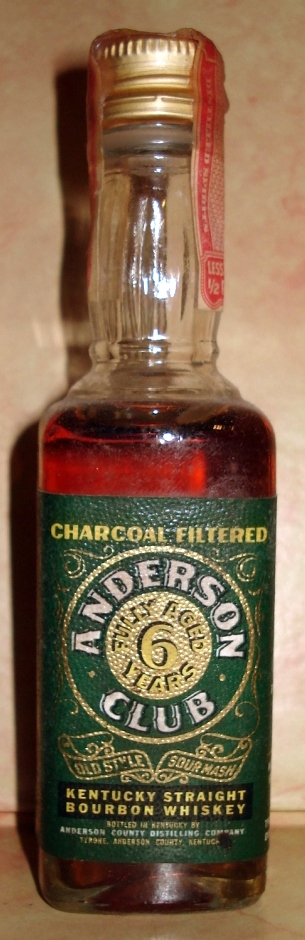 LESS
1/2 P
CHARCOAL FILTERED
ANDERSON
FULLY AGED
6
YEARS
CLUB
OLD STYLE SOUR MASH
KENTUCKY STRAIGHT
BOURBON WHISKEY
BOTTLED IN KENTUCKY BY
ANDERSON COUNTY DISTILLING COMPANY
TYRONE, ANDERSON COUNTY, KENTUCKY